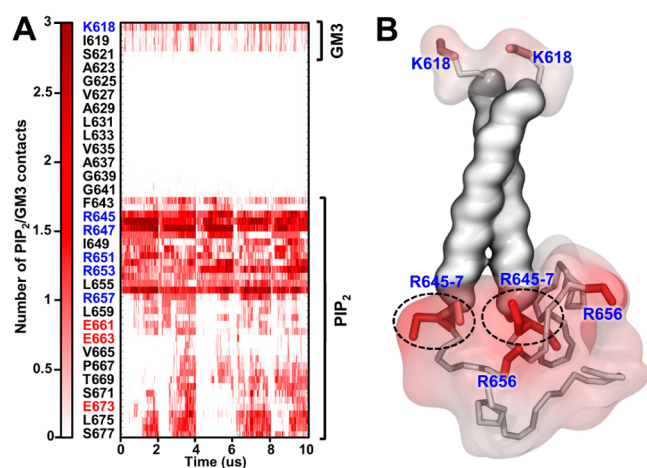 A
Number of PIP₂/GM3 contacts
3
2.5
2
1.5
1
0.5
0
K618
I619
S621
A623
G625
V627
A629
L631
L633
V635
A637
G639
G641
F643
R645
R647
I649
R651
R653
L655
R657
L659
E661
E663
V665
P667
T669
S671
E673
L675
S677
0 2 4 6 8 10
Time (us)
GM3
PIP₂
B
K618
K618
R645-7
R645-7
R656
R656